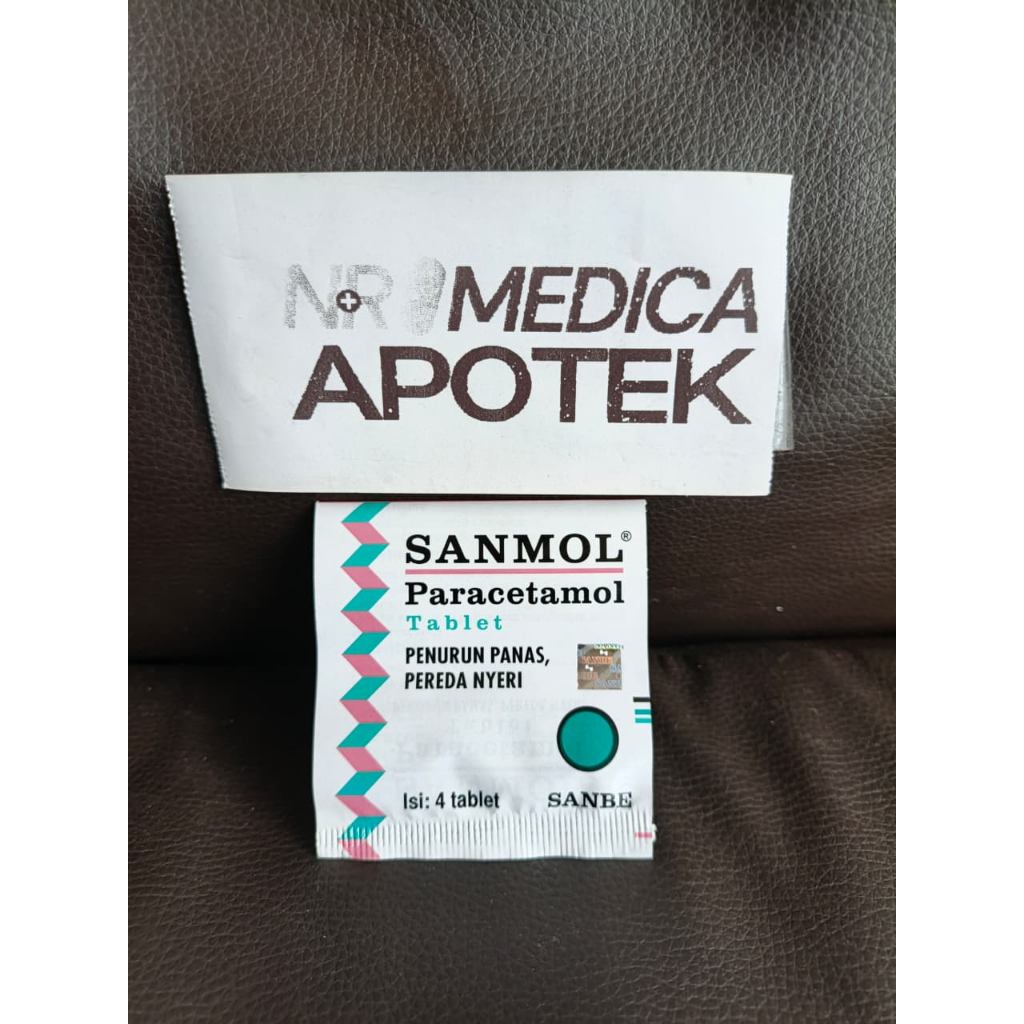 NR MEDICA
APOTEK
SANMOL®
Paracetamol
Tablet
PENURUN PANAS,
PEREDA NYERI
Isi: 4 tablet
SANBE